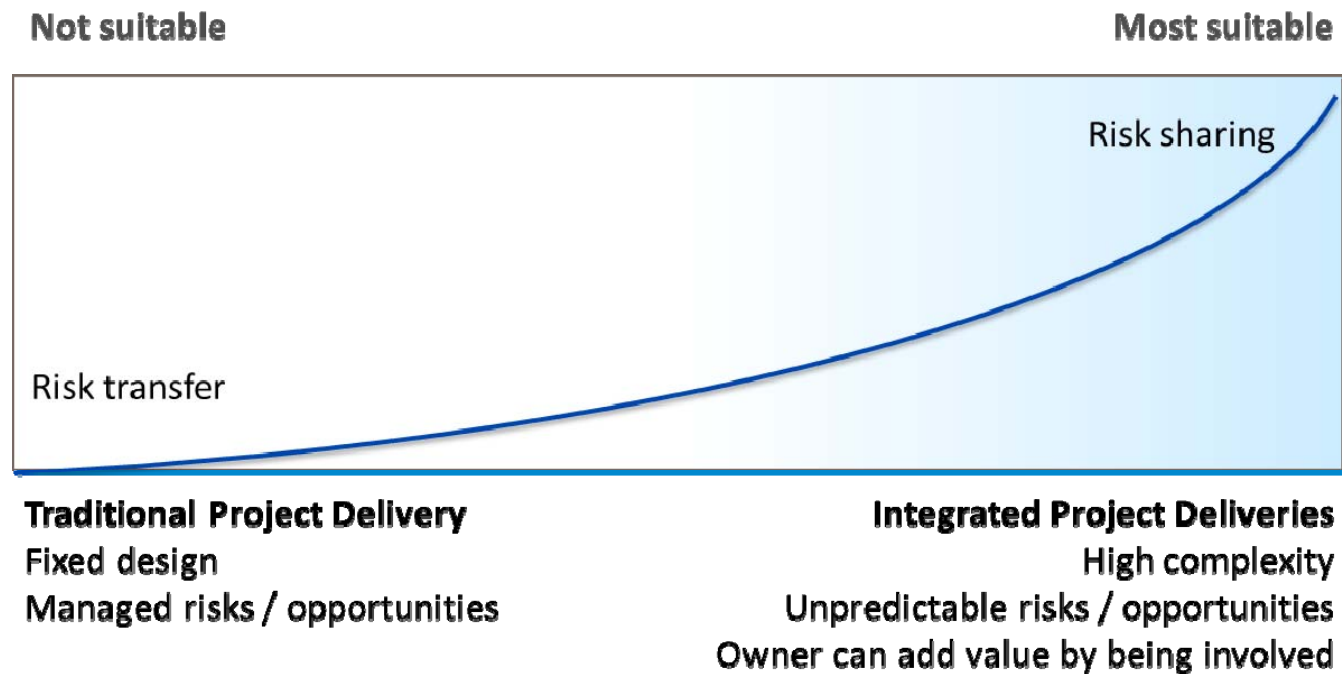 Not suitable
Most suitable
Risk sharing
Risk transfer
Traditional Project Delivery
Fixed design
Managed risks / opportunities
Integrated Project Deliveries
High complexity
Unpredictable risks / opportunities
Owner can add value by being involved